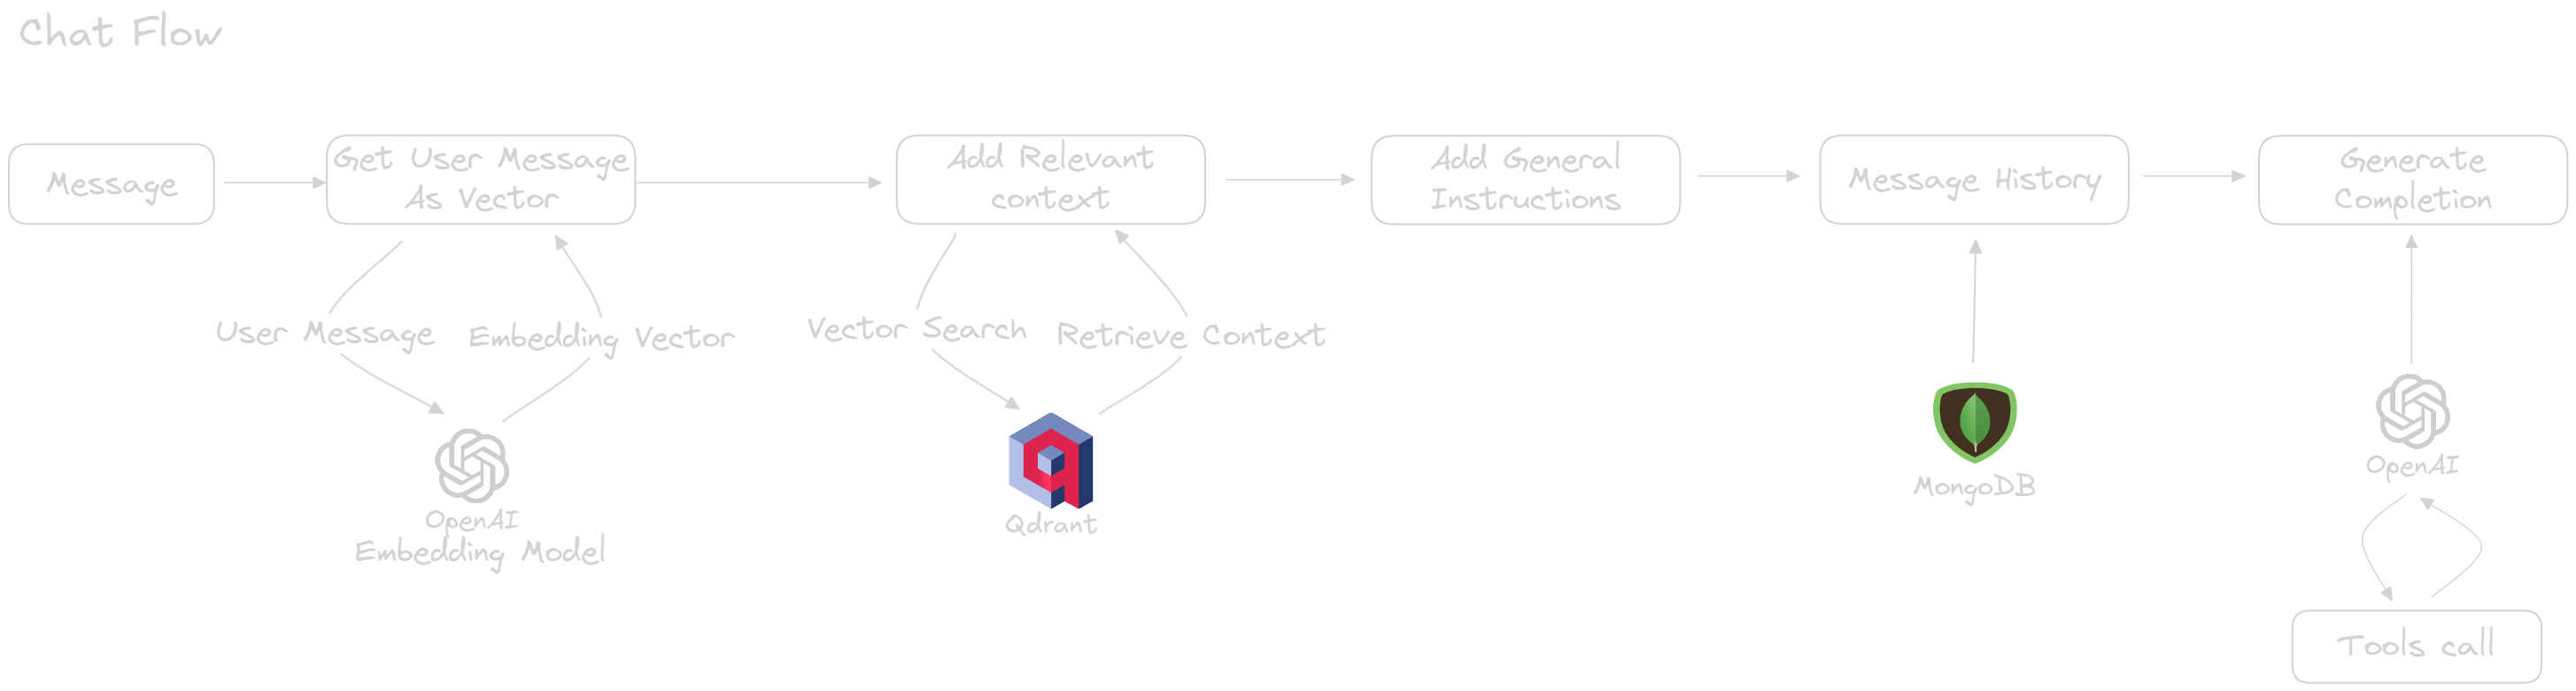 Chat Flow
Message
Get User Message
As Vector
Add Relevant
context
Add General
Instructions
Message History
Generate
Completion
User Message
Embedding Vector
Vector Search
Retrieve Context
OpenAI
Embedding Model
Qdrant
MongoDB
OpenAI
Tools call